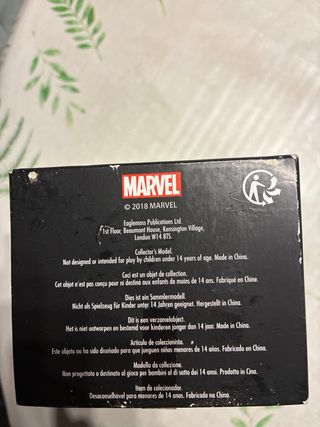 MARVEL
© 2018 MARVEL
Eaglemoss Publications Ltd.
1st Floor, Beaumont House, Kensington Village,
London W14 8TS.
Collector's Model.
Not designed or intended for play by children under 14 years of age. Made in China.
Ceci est un objet de collection.
Cet objet n'est pas conçu pour ni destiné aux enfants de moins de 14 ans. Fabriqué en Chine.
Dies ist ein Sammlermodell.
Nicht als Spielzeug für Kinder unter 14 Jahren geeignet. Hergestellt in China.
Dit is een verzamelobject.
Het is niet ontworpen en bestemd voor kinderen jonger dan 14 jaar. Made in China.
Artículo de coleccionista.
Este objeto no ha sido diseñado para que jueguen niños menores de 14 años. Fabricado en China.
Modello da collezione.
Non progettato o destinato al gioco per bambini di età sotto dei 14 anni. Prodotto in Cina.
Item de colecionador.
Desaconselhável para menores de 14 anos. Fabricado na China.